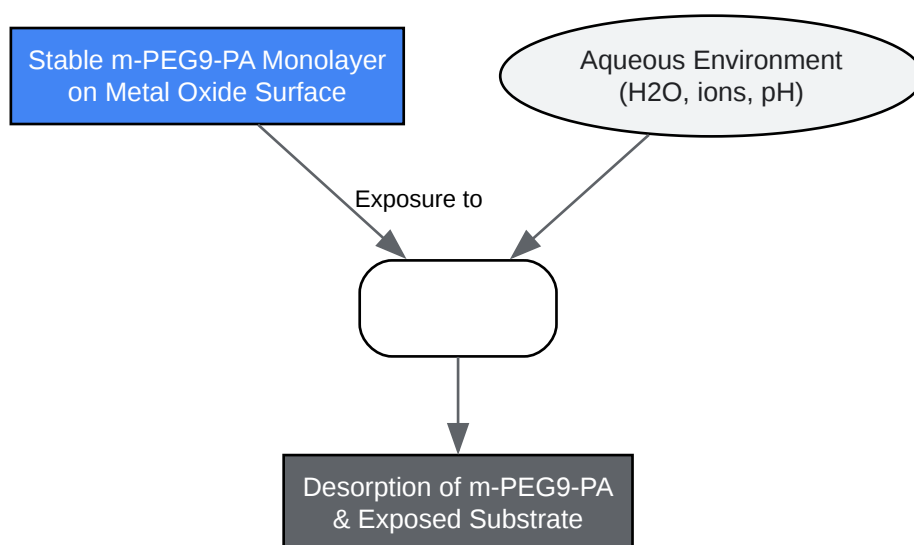 Stable m-PEG9-PA Monolayer
on Metal Oxide Surface
Aqueous Environment
(H2O, ions, pH)
Exposure to
Desorption of m-PEG9-PA
& Exposed Substrate